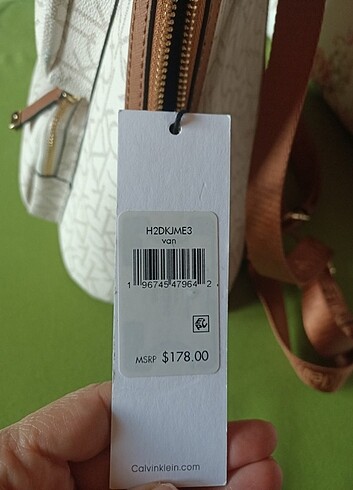 H2DKJME3
van
1 96745 47964 2
MSRP $178.00
Calvinklein.com